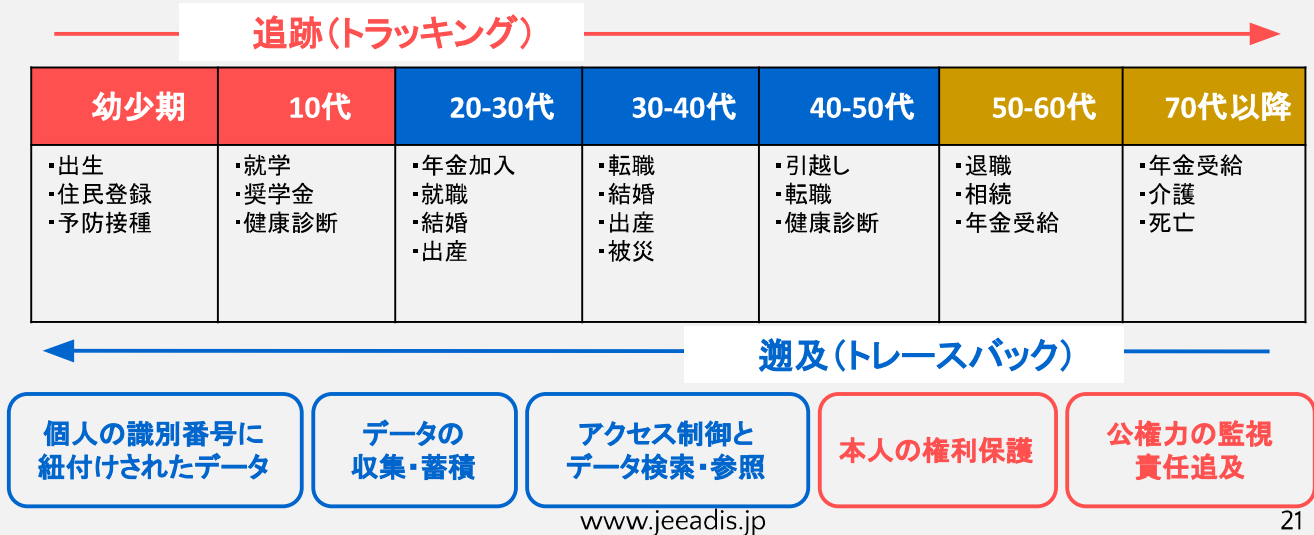 追跡(トラッキング)
幼少期 10代 20-30代 30-40代 40-50代 50-60代 70代以降
・出生
・住民登録
・予防接種
・就学
・奨学金
・健康診断
・年金加入
・就職
・結婚
・出産
・転職
・結婚
・出産
・被災
・引越し
・転職
・健康診断
・退職
・相続
・年金受給
・年金受給
・介護
・死亡
遡及(トレースバック)
個人の識別番号に
紐付けされたデータ
データの
収集・蓄積
アクセス制御と
データ検索・参照
本人の権利保護
公権力の監視
責任追及
www.jeeadis.jp
21